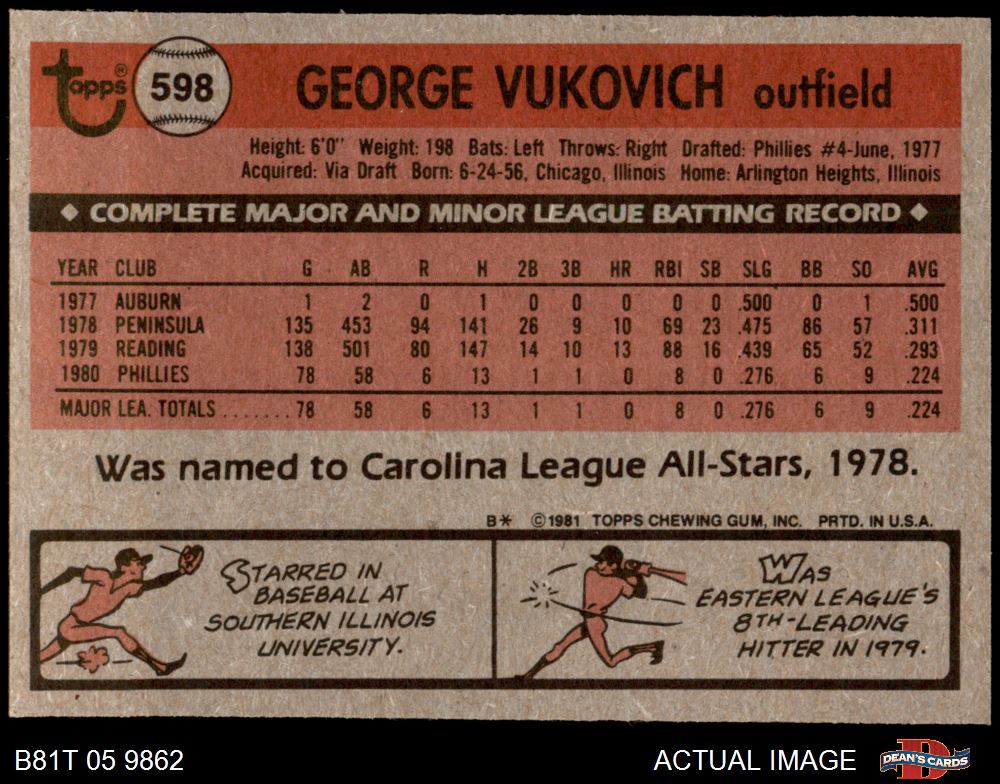 topps® 598 GEORGE VUKOVICH outfield
Height: 6'0" Weight: 198 Bats: Left Throws: Right Drafted: Phillies #4-June, 1977
Acquired: Via Draft Born: 6-24-56, Chicago, Illinois Home: Arlington Heights, Illinois
◆ COMPLETE MAJOR AND MINOR LEAGUE BATTING RECORD ◆
YEAR CLUB G AB R H 2B 3B HR RBI SB SLG BB SO AVG
1977 AUBURN 1 2 0 1 0 0 0 0 0 .500 0 1 .500
1978 PENINSULA 135 453 94 141 26 9 10 69 23 .475 86 57 .311
1979 READING 138 501 80 147 14 10 13 88 16 .439 65 52 .293
1980 PHILLIES 78 58 6 13 1 1 0 8 0 .276 6 9 .224
MAJOR LEA. TOTALS ....... 78 58 6 13 1 1 0 8 0 .276 6 9 .224
Was named to Carolina League All-Stars, 1978.
B* ©1981 TOPPS CHEWING GUM, INC. PRTD. IN U.S.A.
STARRED IN
BASEBALL AT
SOUTHERN ILLINOIS
UNIVERSITY.
WAS
EASTERN LEAGUE'S
8TH-LEADING
HITTER IN 1979.
B81T 05 9862 ACTUAL IMAGE D DEAN'S CARDS